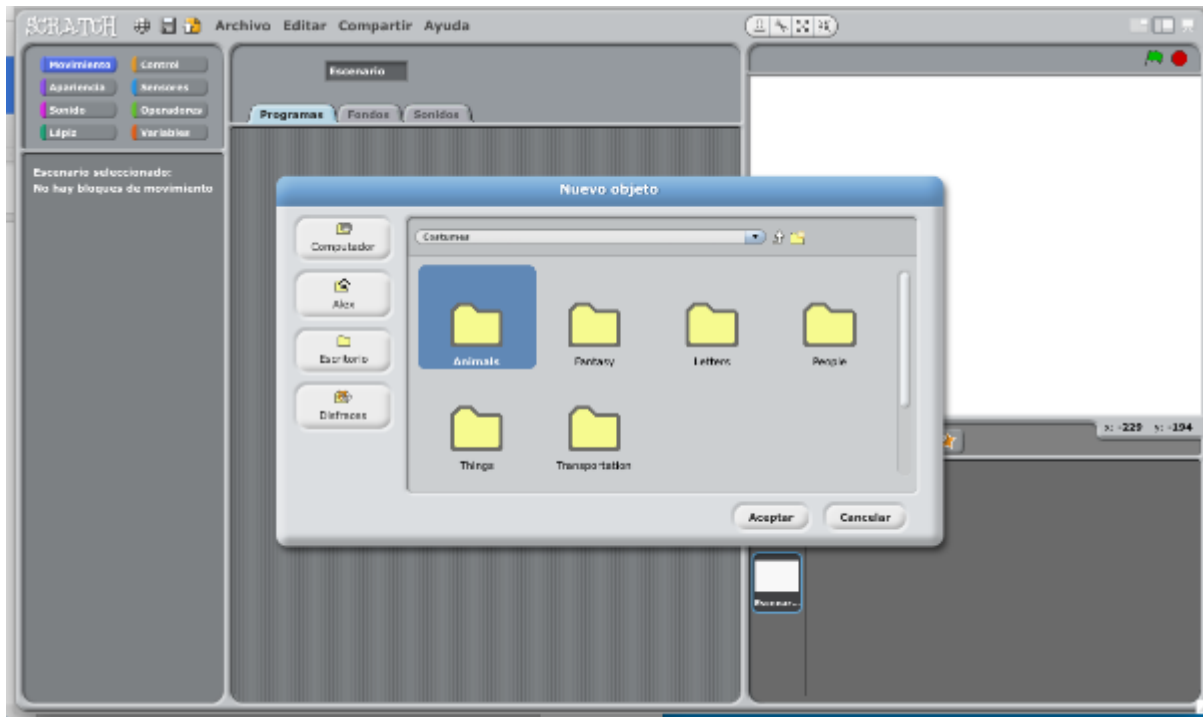 SCRATCH Archivo Editar Compartir Ayuda
Movimiento Control
Apariencia Sensores
Sonido Operadores
Lápiz Variables
Escenario
Programas Fondos Sonidos
Escenario seleccionado:
No hay bloques de movimiento
Nuevo objeto
Computador
Alex
Escritorio
Disfraces
Costumes
Animals Fantasy Letters People
Things Transportation
Aceptar Cancelar
x: -229 y: -194
Escenar...